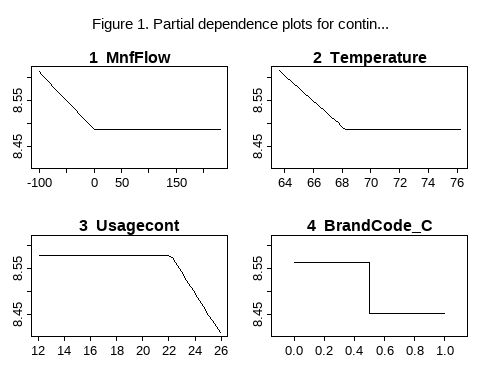 Figure 1. Partial dependence plots for contin...
1 MnfFlow
2 Temperature
8.55
8.45
-100 0 50 150
8.55
8.45
64 66 68 70 72 74 76
3 Usagecont
4 BrandCode_C
8.55
8.45
12 14 16 18 20 22 24 26
8.55
8.45
0.0 0.2 0.4 0.6 0.8 1.0